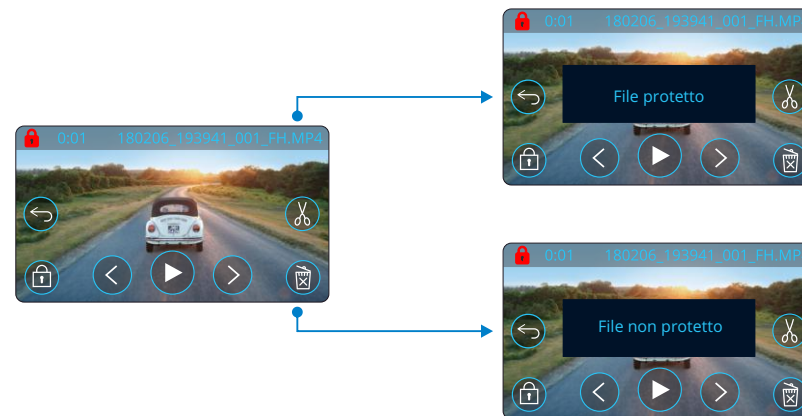 0:01 180206_193941_001_FH.MP4
0:01 180206_193941_001_FH.MP
File protetto
0:01 180206_193941_001_FH.MP
File non protetto